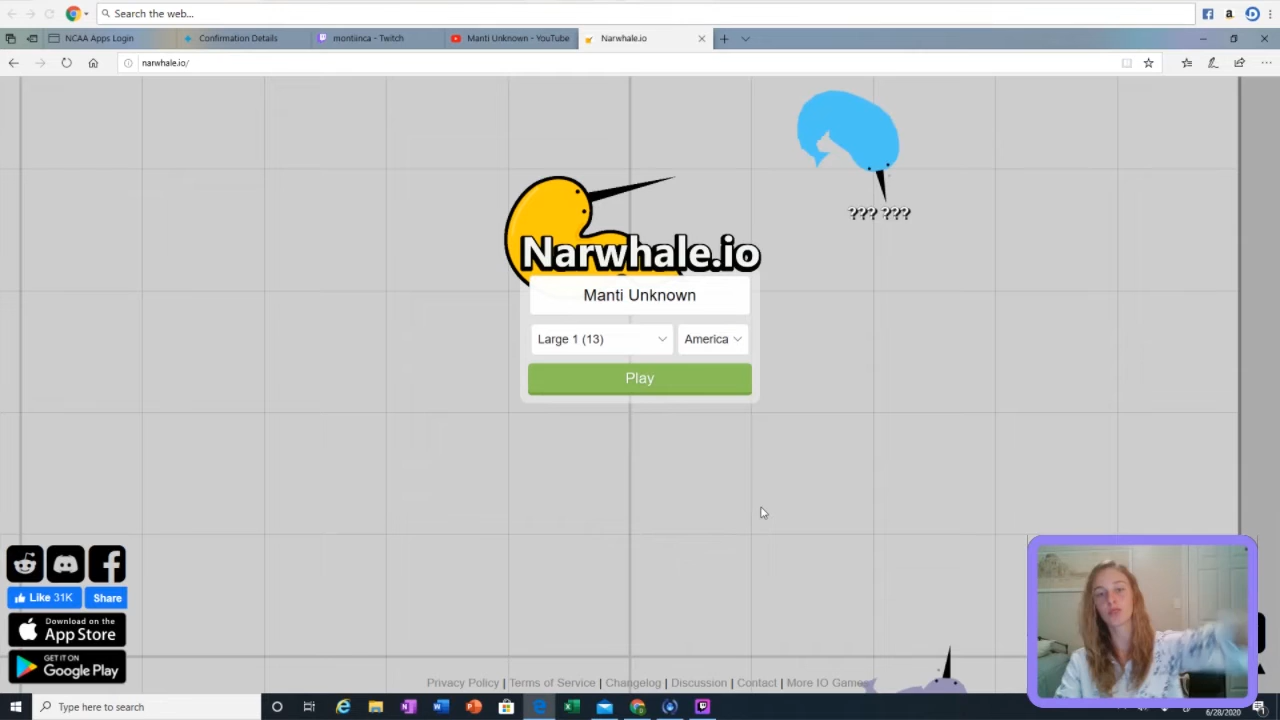 Search the web...
NCAA Apps Login
Confirmation Details
montiinca - Twitch
Manti Unknown - YouTube
Narwhale.io
narwhale.io/
??? ???
Narwhale.io
Manti Unknown
Large 1 (13)
America
Play
Like 31K
Share
Download on the
App Store
GET IT ON
Google Play
Privacy Policy | Terms of Service | Changelog | Discussion | Contact | More IO Games
Type here to search
6/28/2020